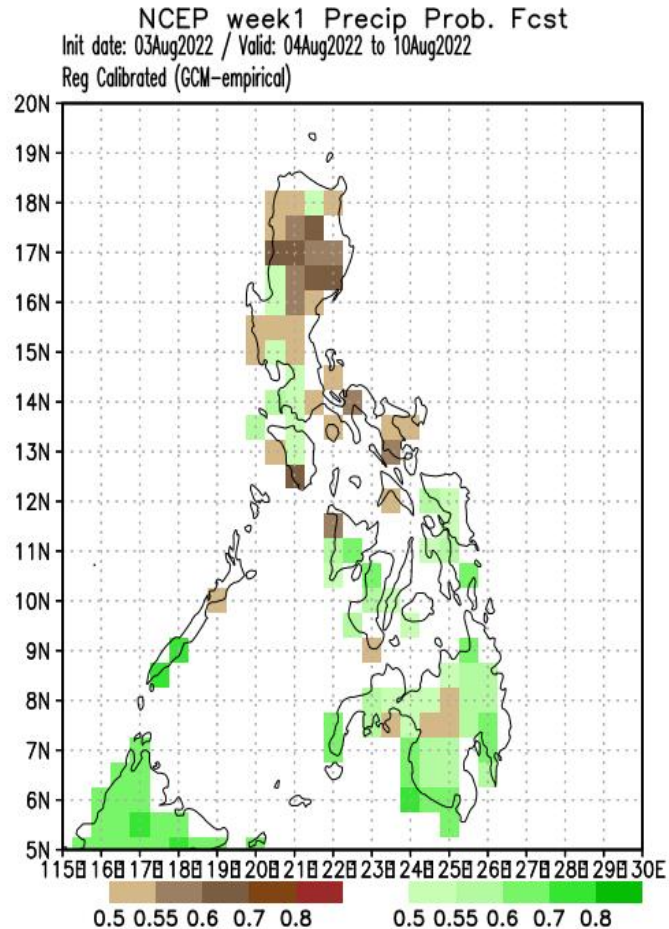 NCEP week1 Precip Prob. Fcst
Init date: 03Aug2022 / Valid: 04Aug2022 to 10Aug2022
Reg Calibrated (GCM-empirical)
20N
19N
18N
17N
16N
15N
14N
13N
12N
11N
10N
9N
8N
7N
6N
5N
115E 116E 117E 118E 119E 120E 121E 122E 123E 124E 125E 126E 127E 128E 129E 130E
0.5 0.55 0.6 0.7 0.8 0.5 0.55 0.6 0.7 0.8